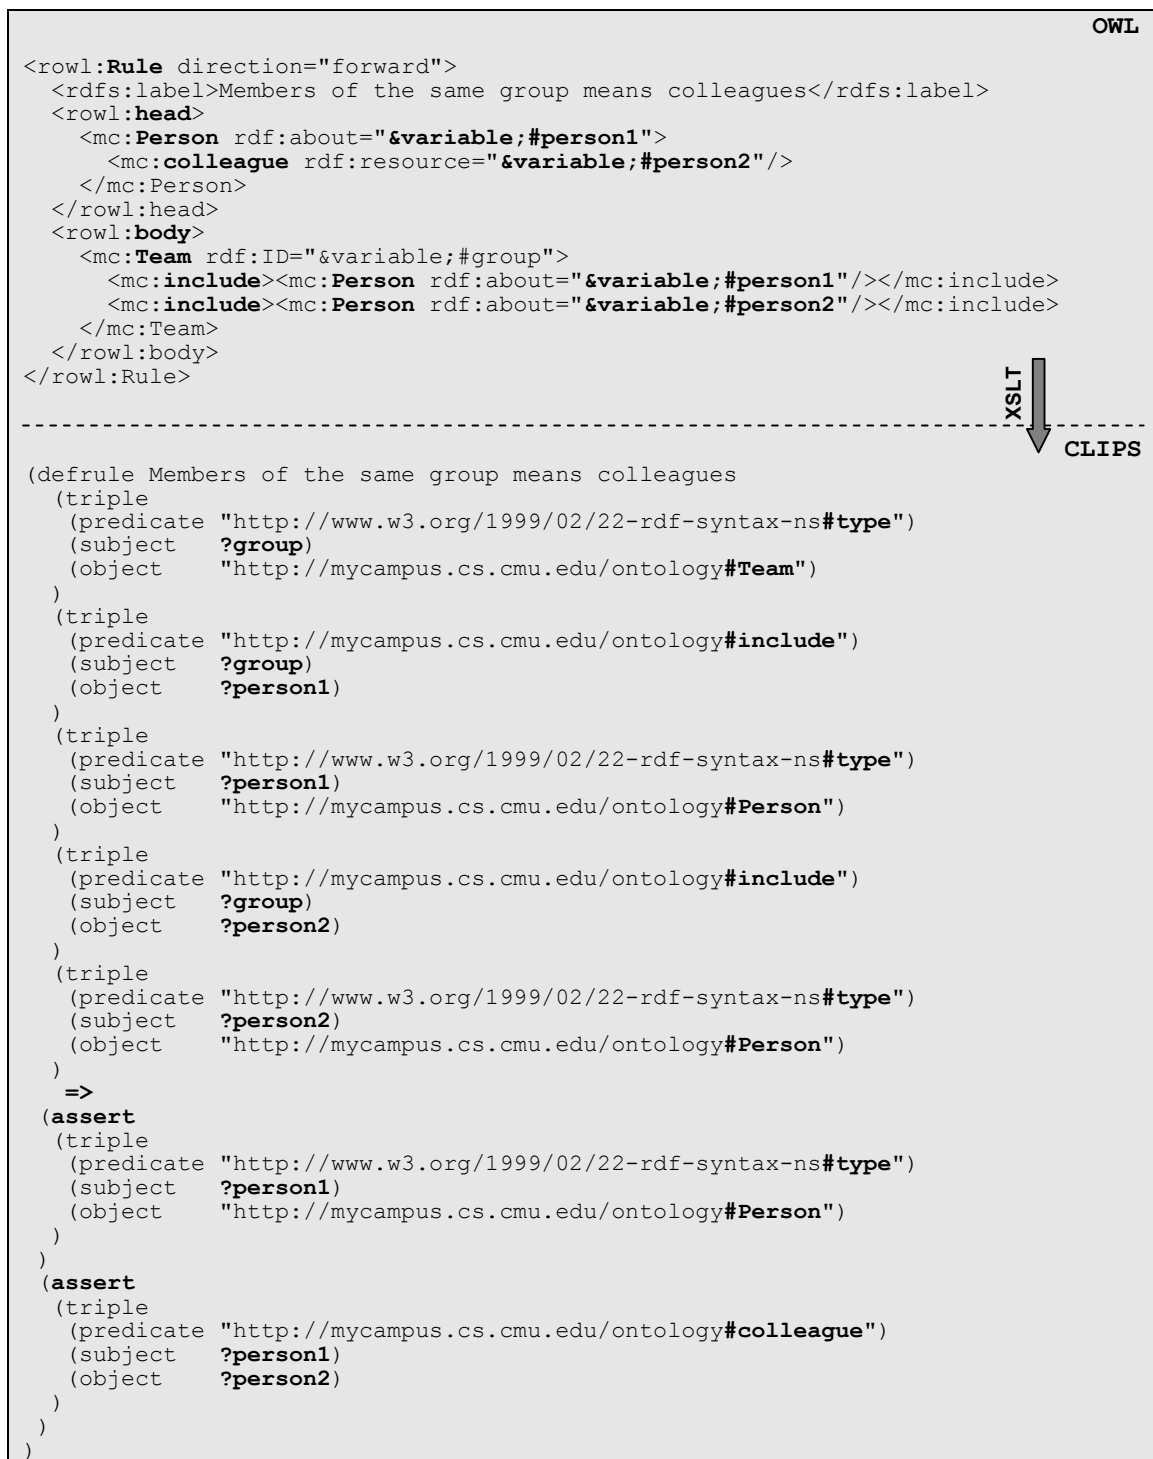 OWL
<rowl:Rule direction="forward">
  <rdfs:label>Members of the same group means colleagues</rdfs:label>
  <rowl:head>
    <mc:Person rdf:about="&variable;#person1">
      <mc:colleague rdf:resource="&variable;#person2"/>
    </mc:Person>
  </rowl:head>
  <rowl:body>
    <mc:Team rdf:ID="&variable;#group">
      <mc:include><mc:Person rdf:about="&variable;#person1"/></mc:include>
      <mc:include><mc:Person rdf:about="&variable;#person2"/></mc:include>
    </mc:Team>
  </rowl:body>
</rowl:Rule>
XSLT
CLIPS
(defrule Members of the same group means colleagues
  (triple
   (predicate "http://www.w3.org/1999/02/22-rdf-syntax-ns#type")
   (subject   ?group)
   (object    "http://mycampus.cs.cmu.edu/ontology#Team")
  )
  (triple
   (predicate "http://mycampus.cs.cmu.edu/ontology#include")
   (subject   ?group)
   (object    ?person1)
  )
  (triple
   (predicate "http://www.w3.org/1999/02/22-rdf-syntax-ns#type")
   (subject   ?person1)
   (object    "http://mycampus.cs.cmu.edu/ontology#Person")
  )
  (triple
   (predicate "http://mycampus.cs.cmu.edu/ontology#include")
   (subject   ?group)
   (object    ?person2)
  )
  (triple
   (predicate "http://www.w3.org/1999/02/22-rdf-syntax-ns#type")
   (subject   ?person2)
   (object    "http://mycampus.cs.cmu.edu/ontology#Person")
  )
   =>
 (assert
  (triple
   (predicate "http://www.w3.org/1999/02/22-rdf-syntax-ns#type")
   (subject   ?person1)
   (object    "http://mycampus.cs.cmu.edu/ontology#Person")
  )
 )
 (assert
  (triple
   (predicate "http://mycampus.cs.cmu.edu/ontology#colleague")
   (subject   ?person1)
   (object    ?person2)
  )
 )
)